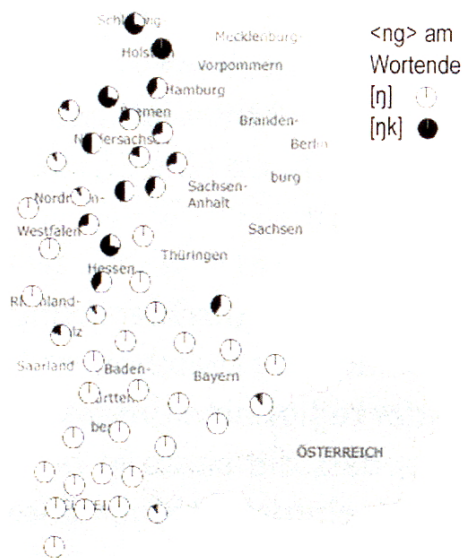 <ng> am
Wortende
[ŋ]
[ŋk]
Mecklenburg-
Vorpommern
Hamburg
Bremen
Branden-
Berlin
burg
Sachsen-
Anhalt
Sachsen
Westfalen
Thüringen
Hessen
Saarland
Baden-
Bayern
ÖSTERREICH